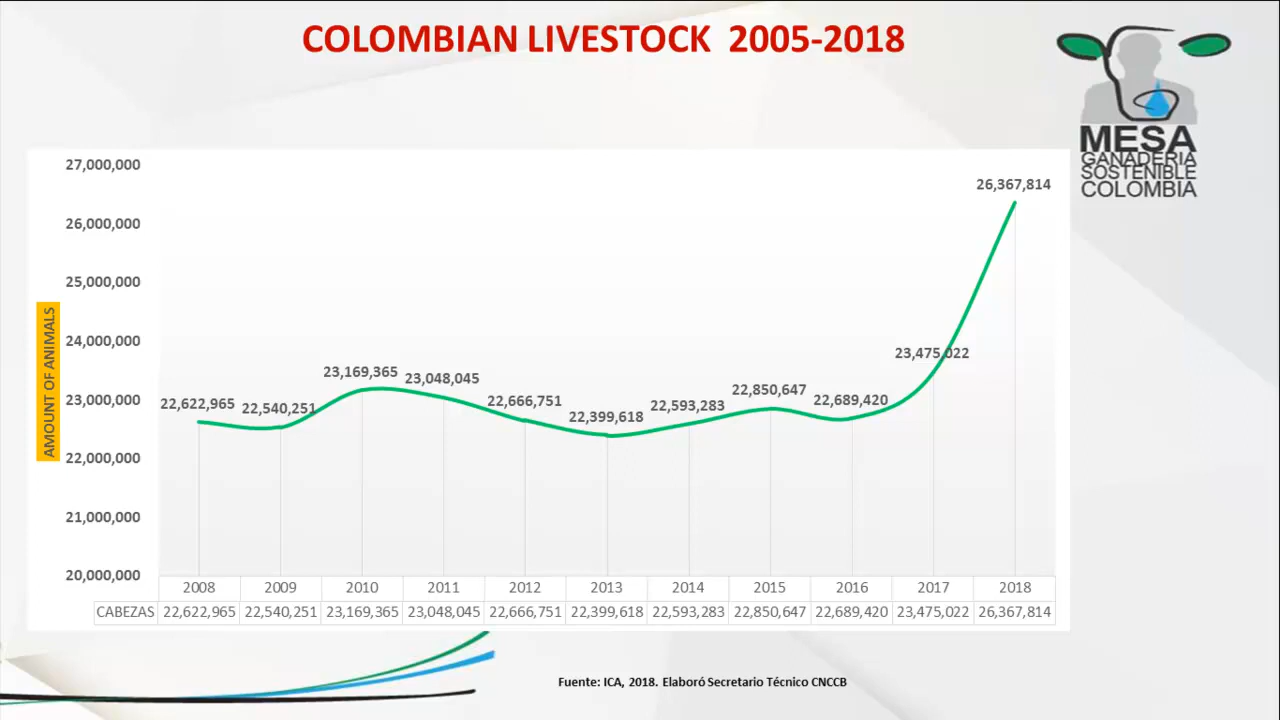 COLOMBIAN LIVESTOCK 2005-2018
MESA
GANADERIA
SOSTENIBLE
COLOMBIA
AMOUNT OF ANIMALS
27,000,000
26,000,000
25,000,000
24,000,000
23,000,000
22,000,000
21,000,000
20,000,000
22,622,965
22,540,251
23,169,365
23,048,045
22,666,751
22,399,618
22,593,283
22,850,647
22,689,420
23,475,022
26,367,814
2008 2009 2010 2011 2012 2013 2014 2015 2016 2017 2018
CABEZAS 22,622,965 22,540,251 23,169,365 23,048,045 22,666,751 22,399,618 22,593,283 22,850,647 22,689,420 23,475,022 26,367,814
Fuente: ICA, 2018. Elaboró Secretario Técnico CNCCB